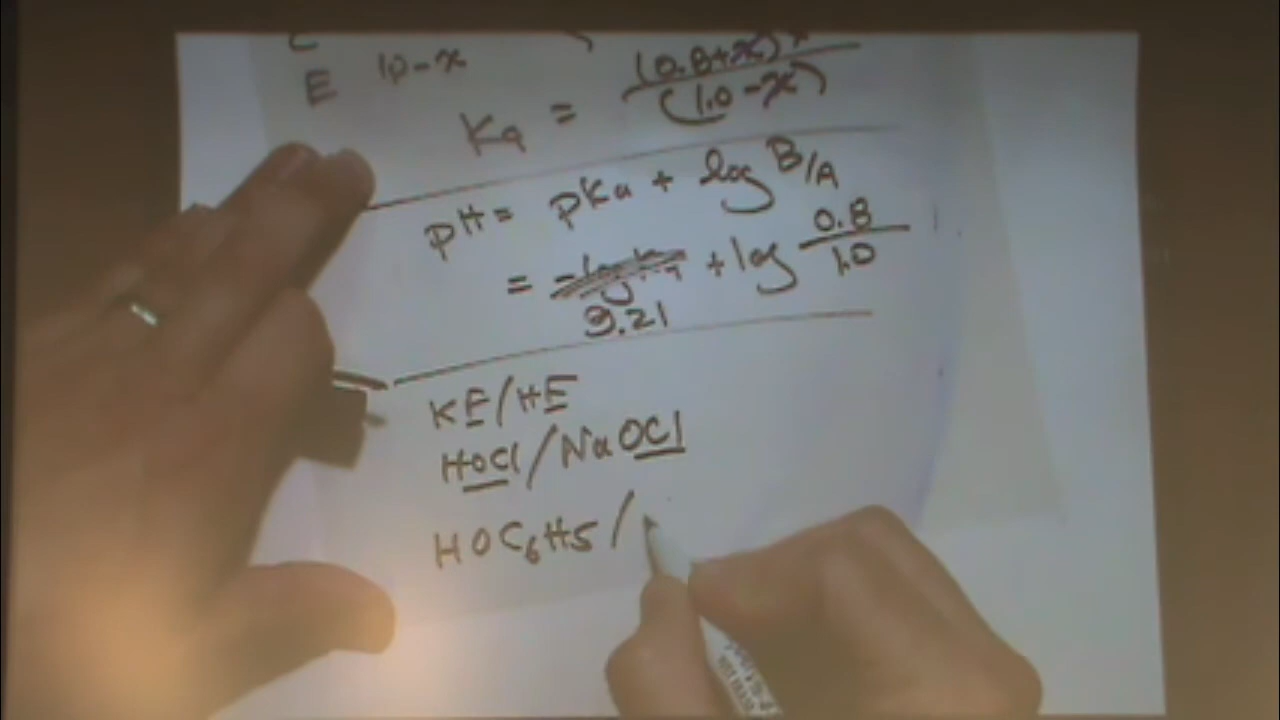 E 1.0-x
Ka = (0.8+x)x / (1.0-x)
pH = pKa + log B/A
= 9.21 + log 0.8/1.0
KF/HF
HOCl/NaOCl
HOC6H5/